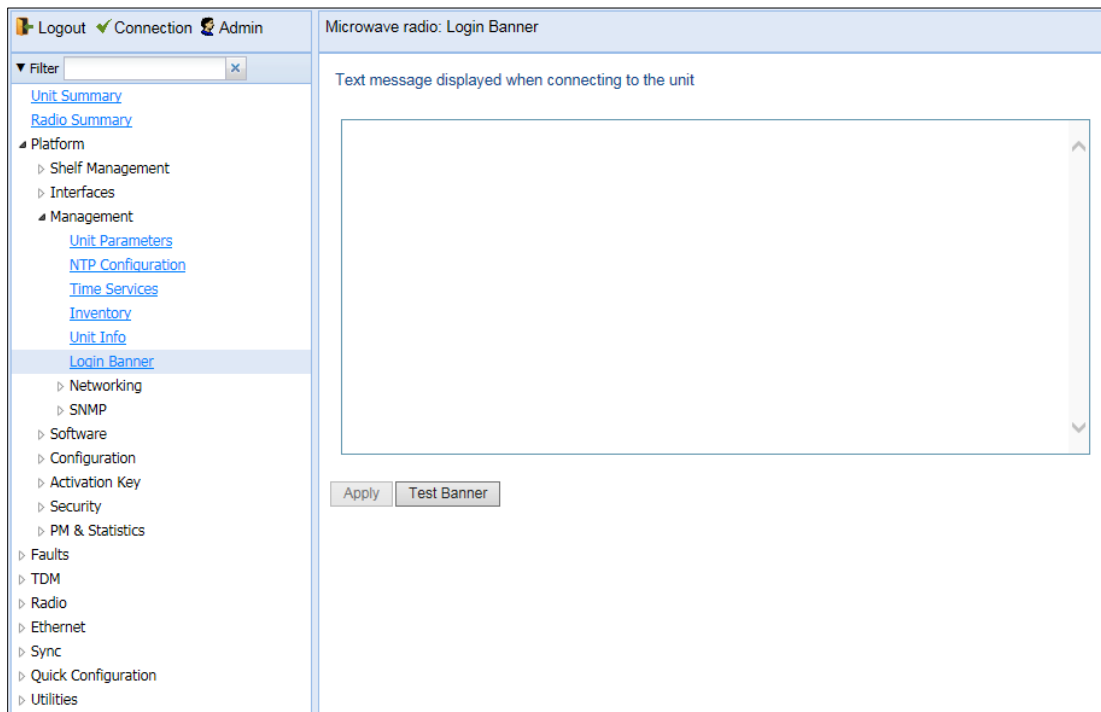 Logout Connection Admin
Filter
Unit Summary
Radio Summary
Platform
Shelf Management
Interfaces
Management
Unit Parameters
NTP Configuration
Time Services
Inventory
Unit Info
Login Banner
Networking
SNMP
Software
Configuration
Activation Key
Security
PM & Statistics
Faults
TDM
Radio
Ethernet
Sync
Quick Configuration
Utilities
Microwave radio: Login Banner
Text message displayed when connecting to the unit
Apply Test Banner